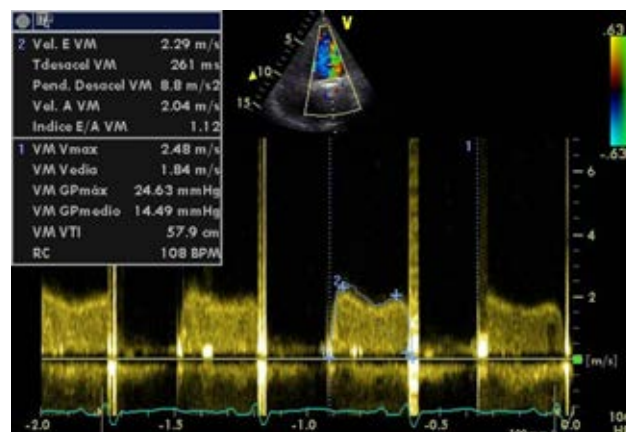 2 Vel. E VM 2.29 m/s
Tdesacel VM 261 ms
Pend. Desacel VM 8.8 m/s2
Vel. A VM 2.04 m/s
Indice E/A VM 1.12
1 VM Vmax 2.48 m/s
VM Vedia 1.84 m/s
VM GPmáx 24.63 mmHg
VM GPmedio 14.49 mmHg
VM VTI 57.9 cm
RC 108 BPM
V
5
10
15
.63
-.63
1
2
6
4
2
[m/s]
-2.0 -1.5 -1.0 -0.5 0.0